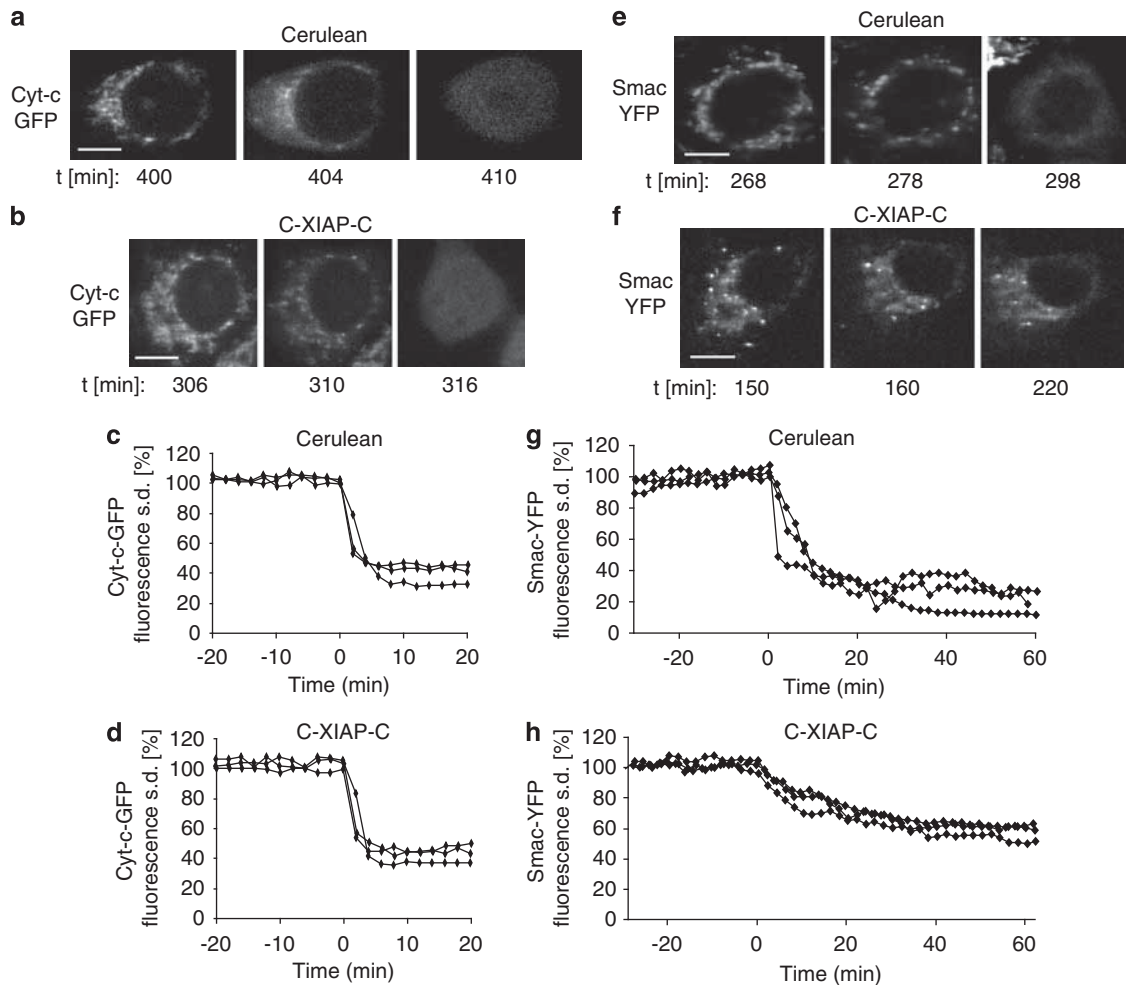 a
Cerulean
Cyt-c
GFP
t [min]: 400 404 410
b
C-XIAP-C
Cyt-c
GFP
t [min]: 306 310 316
c
Cerulean
Cyt-c-GFP
fluorescence s.d. [%]
120
100
80
60
40
20
0
-20 -10 0 10 20
Time (min)
d
C-XIAP-C
Cyt-c-GFP
fluorescence s.d. [%]
120
100
80
60
40
20
0
-20 -10 0 10 20
Time (min)
e
Cerulean
Smac
YFP
t [min]: 268 278 298
f
C-XIAP-C
Smac
YFP
t [min]: 150 160 220
g
Cerulean
Smac-YFP
fluorescence s.d. [%]
120
100
80
60
40
20
0
-20 0 20 40 60
Time (min)
h
C-XIAP-C
Smac-YFP
fluorescence s.d. [%]
120
100
80
60
40
20
0
-20 0 20 40 60
Time (min)